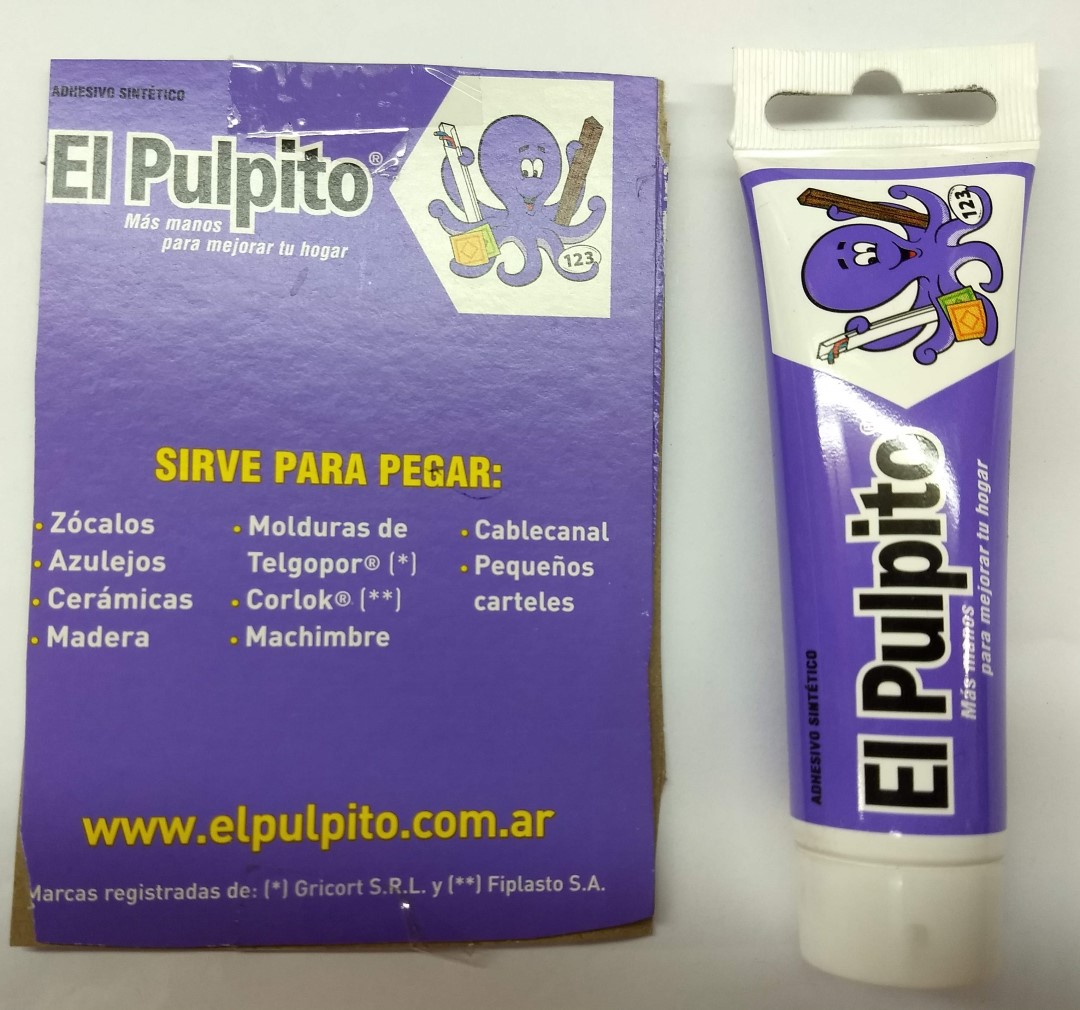 ADHESIVO SINTÉTICO
El Pulpito®
Más manos
para mejorar tu hogar
123
SIRVE PARA PEGAR:
• Zócalos
• Azulejos
• Cerámicas
• Madera
• Molduras de
Telgopor® (*)
• Corlok® (**)
• Machimbre
• Cablecanal
• Pequeños
carteles
www.elpulpito.com.ar
Marcas registradas de: (*) Gricort S.R.L. y (**) Fiplasto S.A.
123
ADHESIVO SINTÉTICO
El Pulpito®
Más manos
para mejorar tu hogar